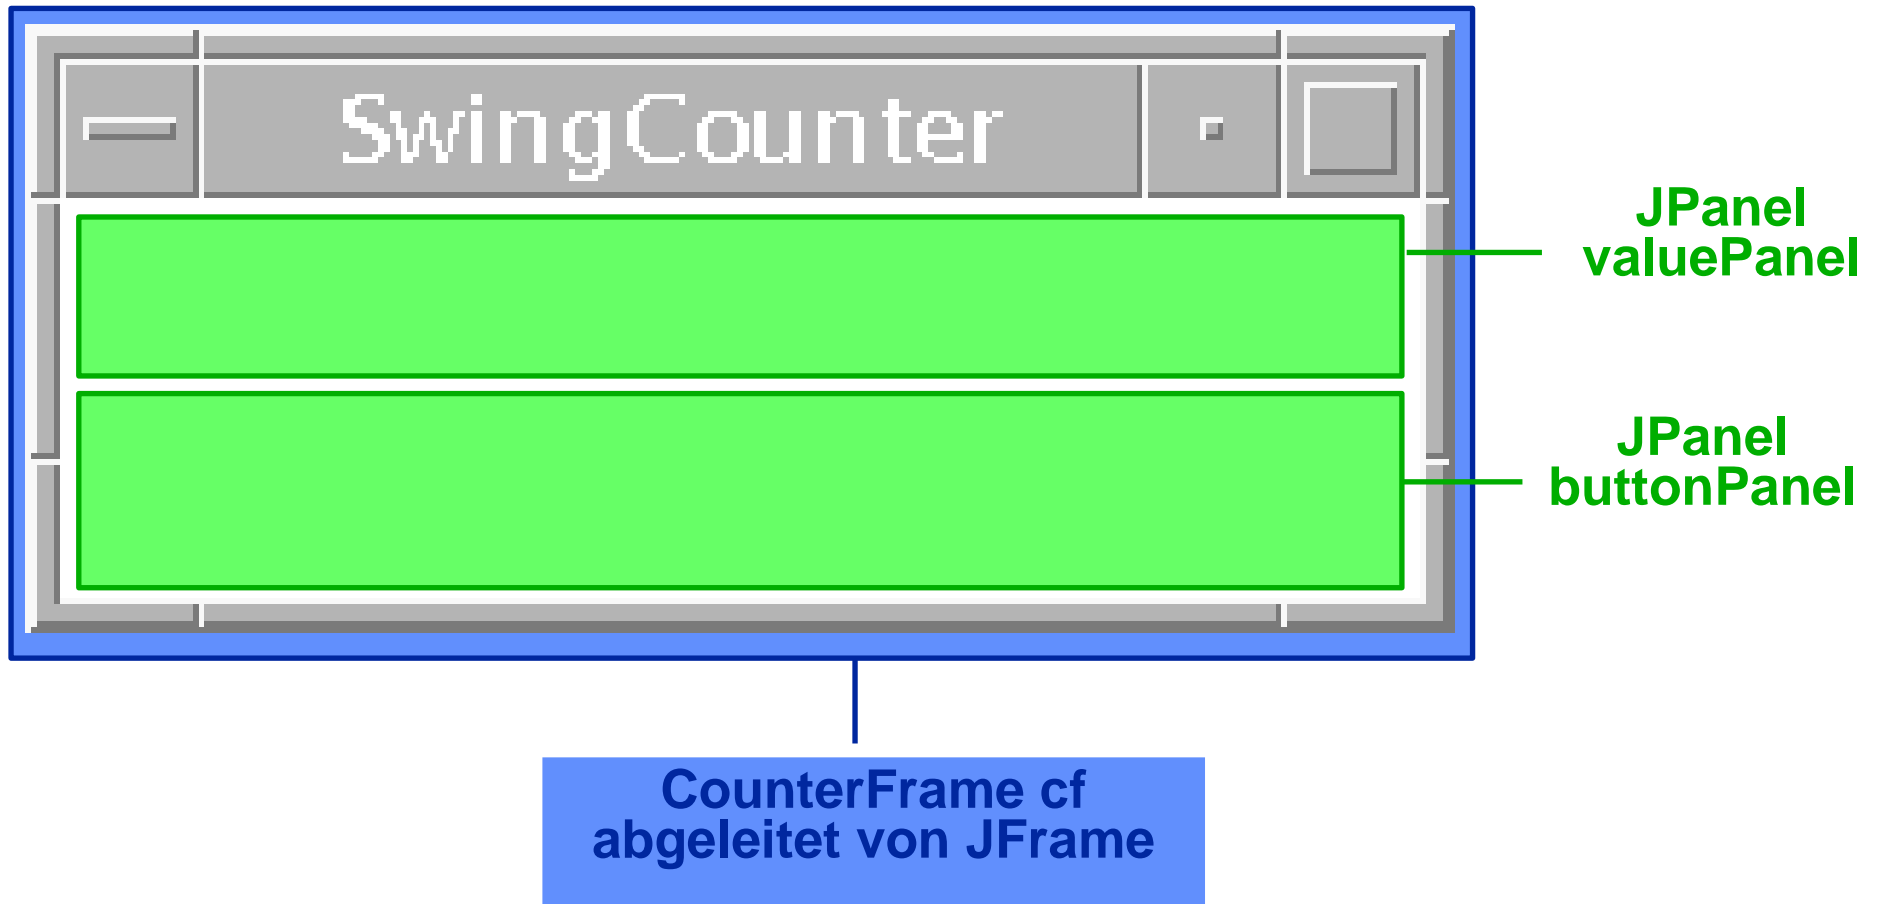 SwingCounter
JPanel
valuePanel
JPanel
buttonPanel
CounterFrame cf
abgeleitet von JFrame